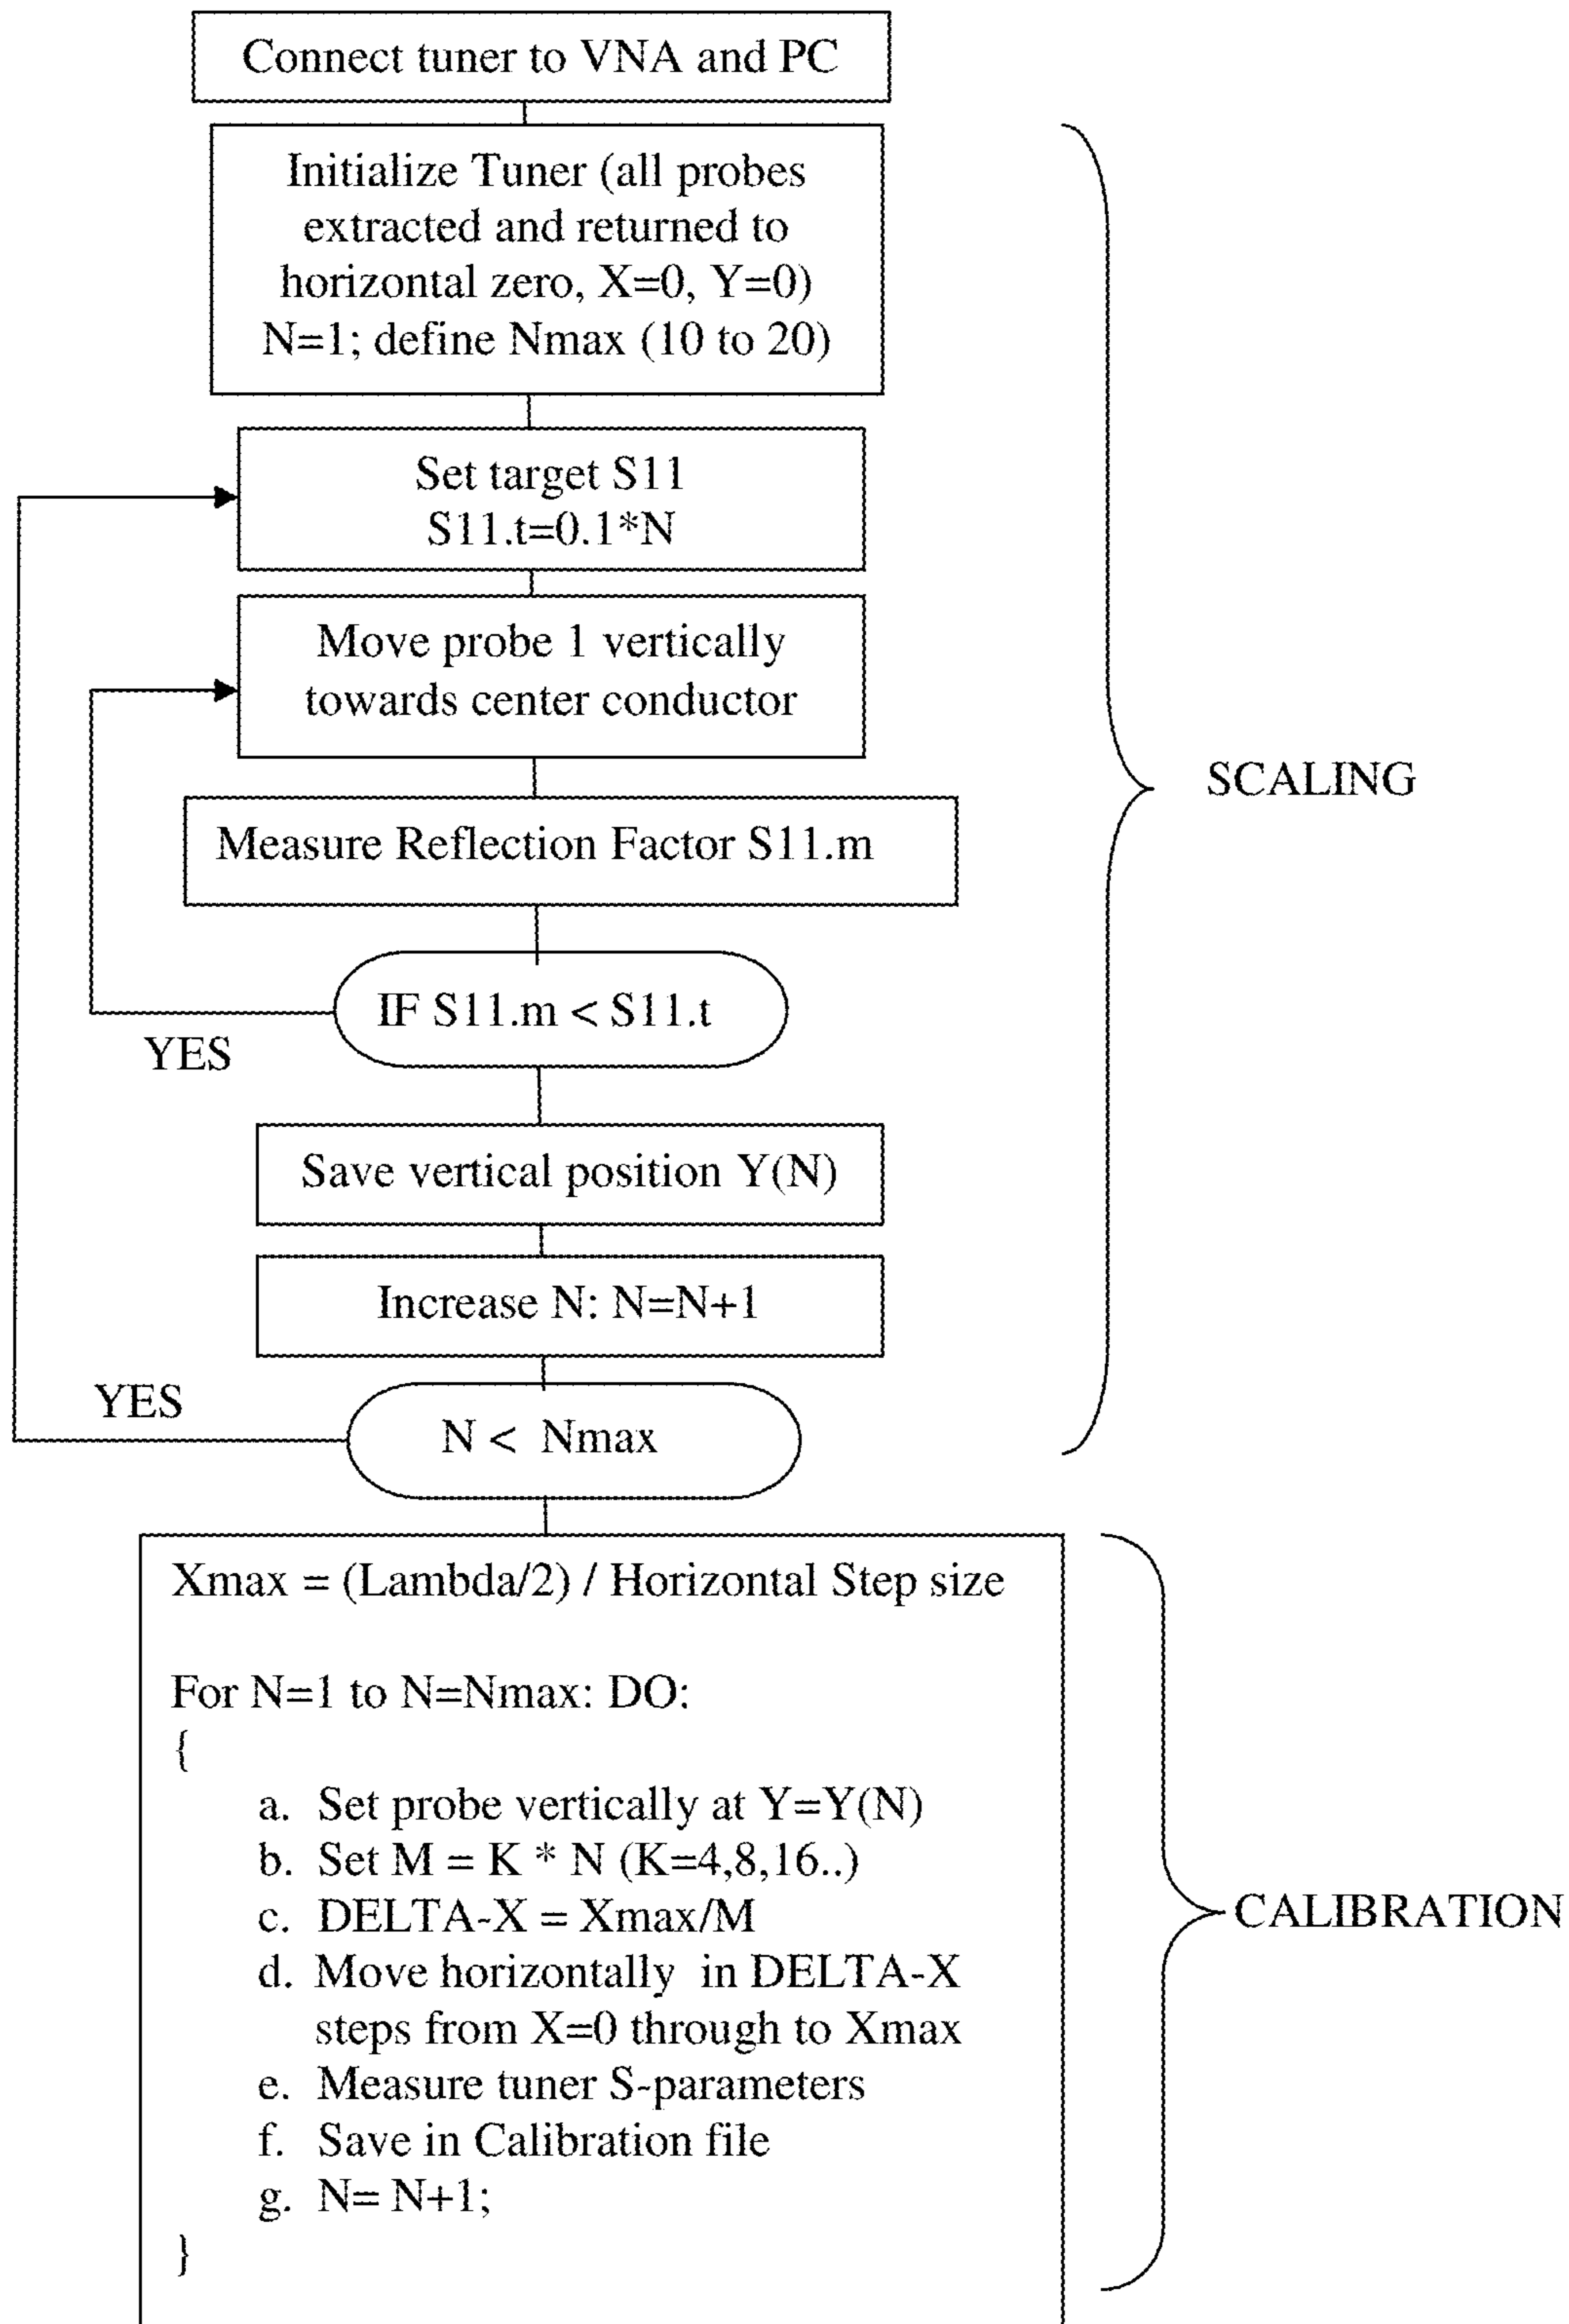 Connect tuner to VNA and PC
Initialize Tuner (all probes
extracted and returned to
horizontal zero, X=0, Y=0)
N=1; define Nmax (10 to 20)
Set target S11
S11.t=0.1*N
Move probe 1 vertically
towards center conductor
Measure Reflection Factor S11.m
SCALING
IF S11.m < S11.t
YES
Save vertical position Y(N)
Increase N: N=N+1
YES
N < Nmax
Xmax = (Lambda/2) / Horizontal Step size
For N=1 to N=Nmax: DO:
{
a. Set probe vertically at Y=Y(N)
b. Set M = K * N (K=4,8,16..)
c. DELTA-X = Xmax/M
d. Move horizontally in DELTA-X
steps from X=0 through to Xmax
e. Measure tuner S-parameters
f. Save in Calibration file
g. N= N+1;
}
CALIBRATION